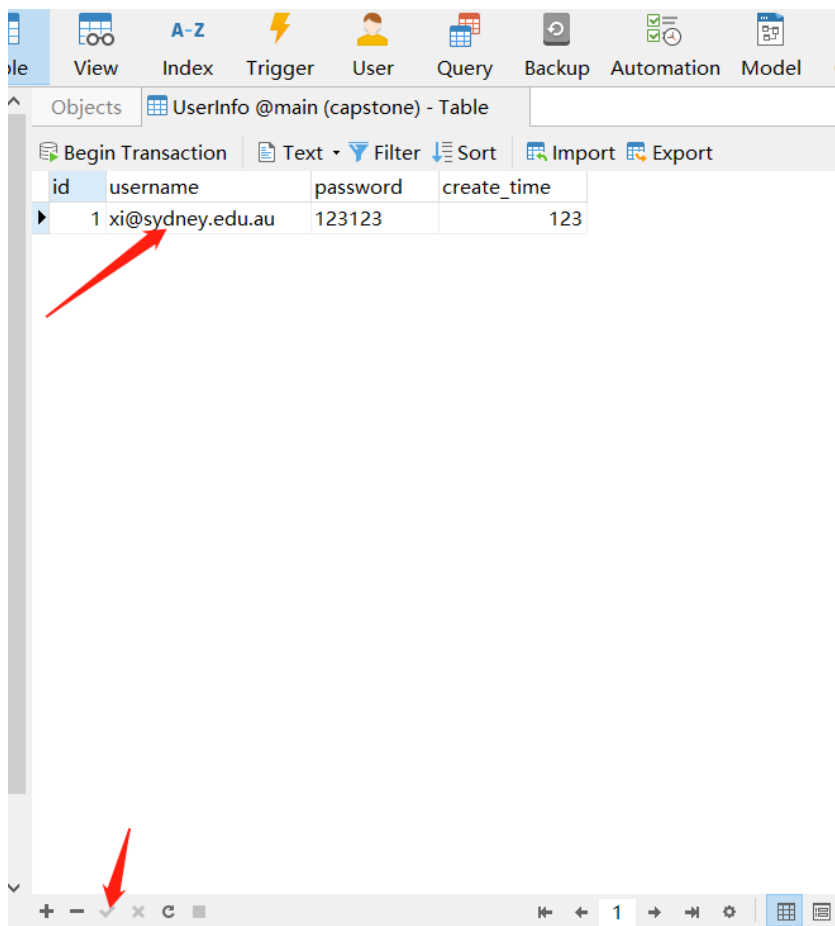 A-Z
View Index Trigger User Query Backup Automation Model
Objects UserInfo @main (capstone) - Table
Begin Transaction Text Filter Sort Import Export
id username password create_time
1 xi@sydney.edu.au 123123 123
1